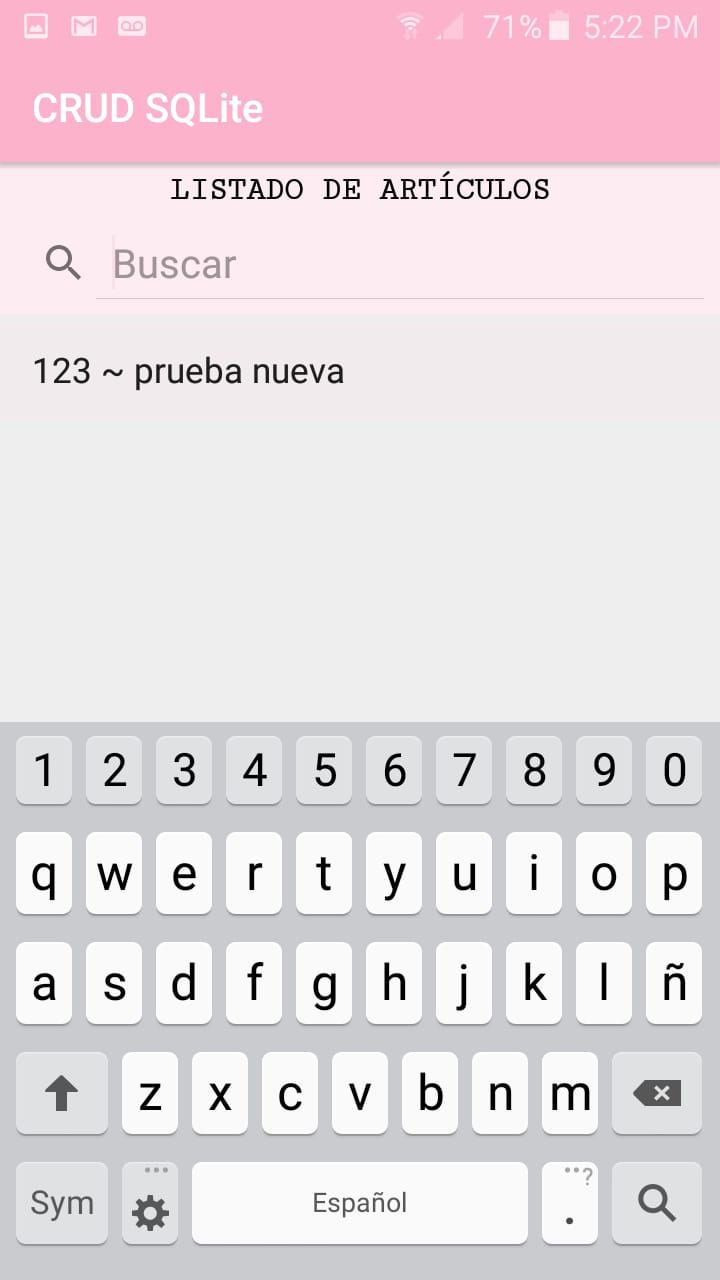 71% 5:22 PM
CRUD SQLite
LISTADO DE ARTÍCULOS
Buscar
123 ~ prueba nueva
1 2 3 4 5 6 7 8 9 0
q w e r t y u i o p
a s d f g h j k l ñ
z x c v b n m
Sym Español . ?